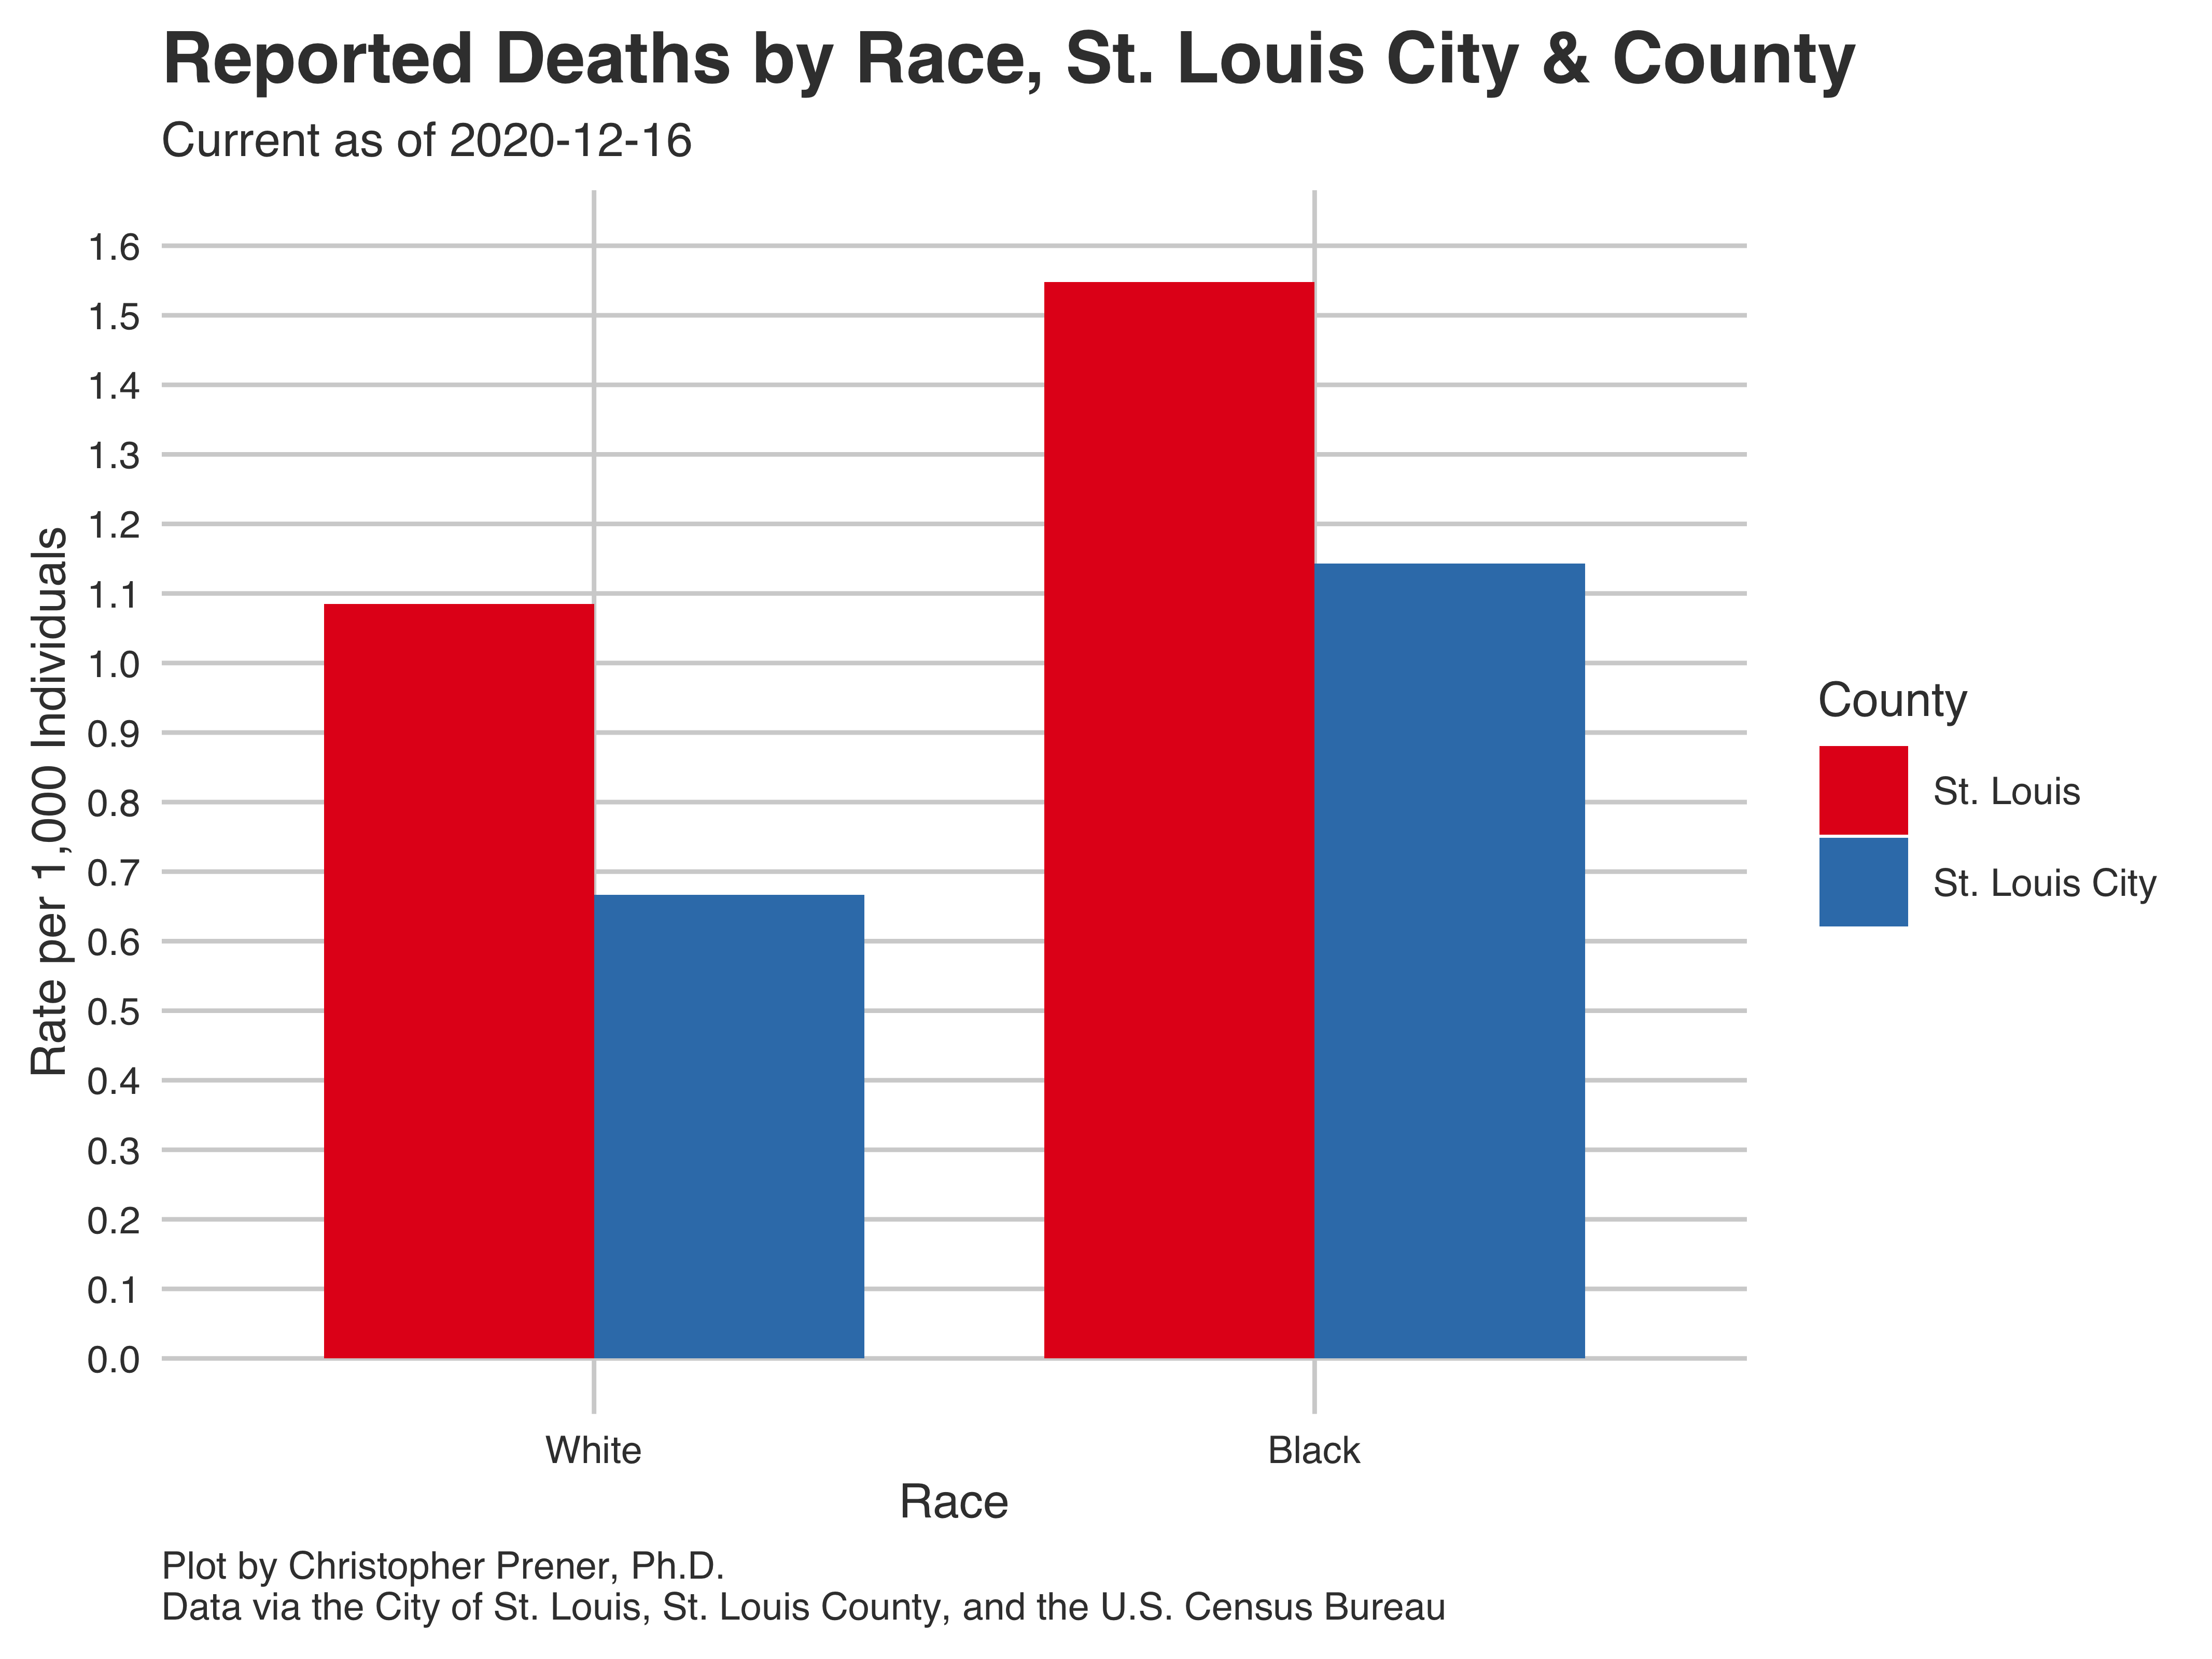 Reported Deaths by Race, St. Louis City & County
Current as of 2020-12-16
Rate per 1,000 Individuals
1.6
1.5
1.4
1.3
1.2
1.1
1.0
0.9
0.8
0.7
0.6
0.5
0.4
0.3
0.2
0.1
0.0
White
Black
Race
County
St. Louis
St. Louis City
Plot by Christopher Prener, Ph.D.
Data via the City of St. Louis, St. Louis County, and the U.S. Census Bureau